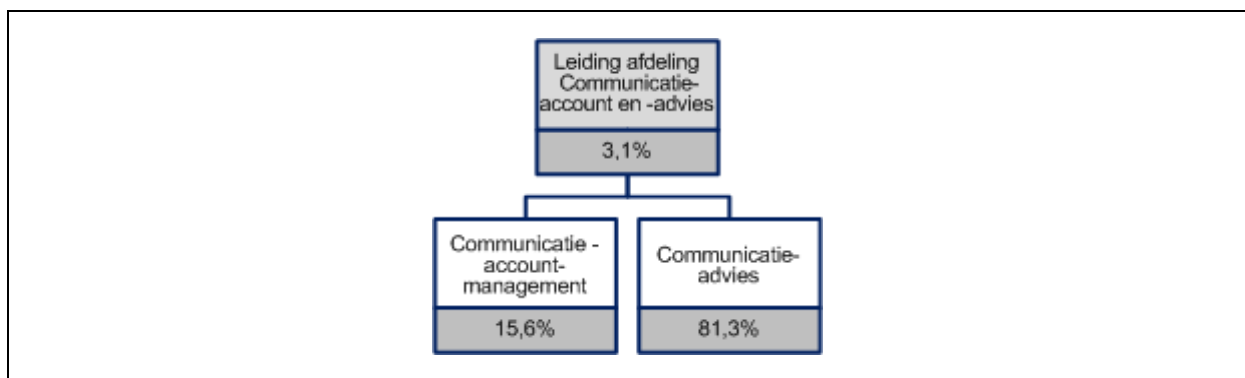 Leiding afdeling
Communicatie-
account en -advies
3,1%
Communicatie -
account-
management
15,6%
Communicatie-
advies
81,3%